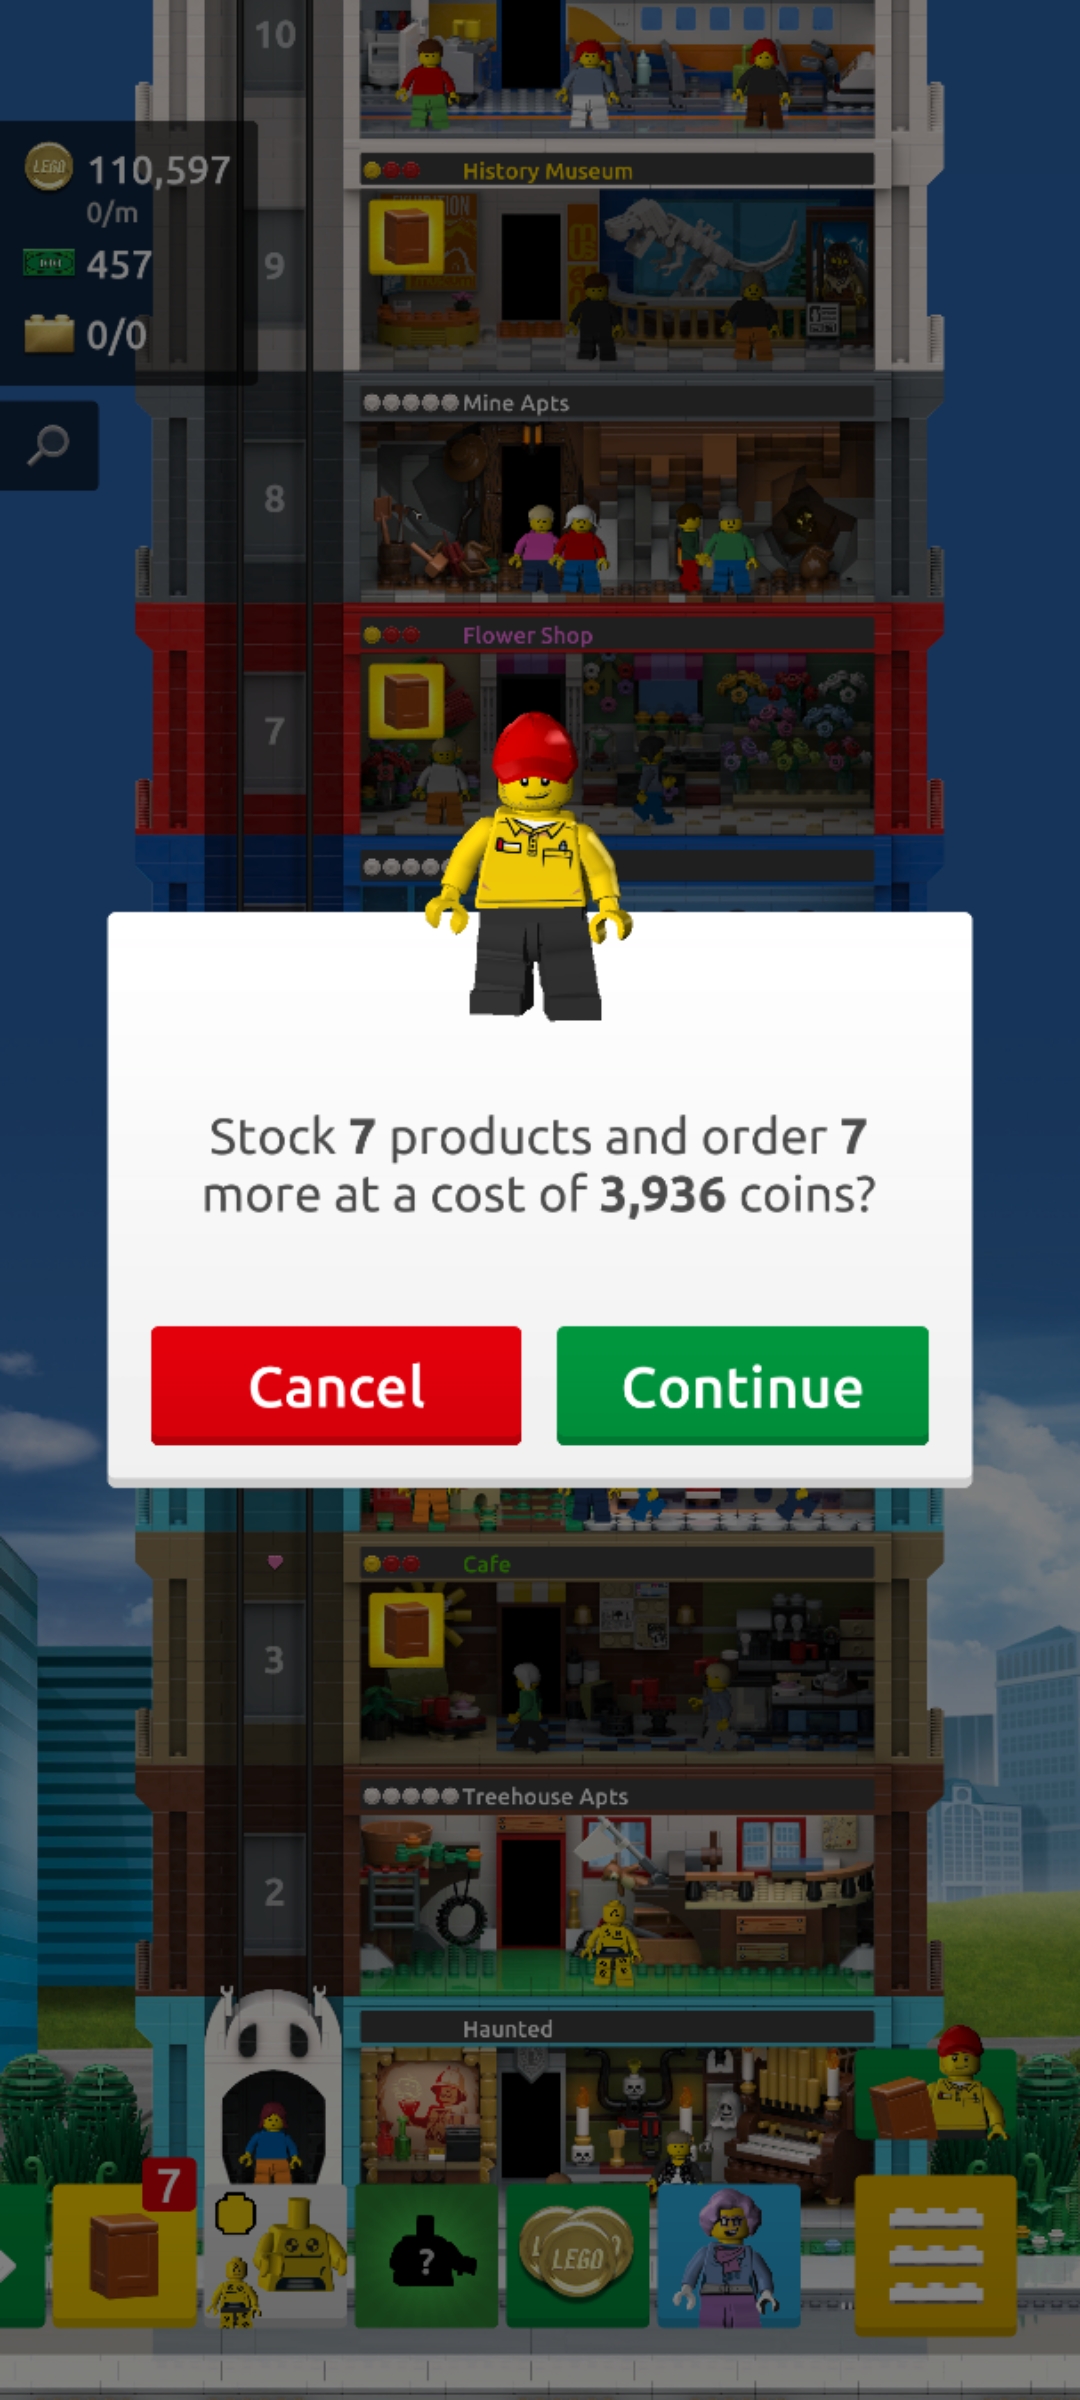 10
History Museum
LEGO 110,597
0/m
457
9
0/0
Mine Apts
8
Flower Shop
7
Stock 7 products and order 7
more at a cost of 3,936 coins?
Cancel
Continue
Cafe
3
Treehouse Apts
2
Haunted
7
?
LEGO